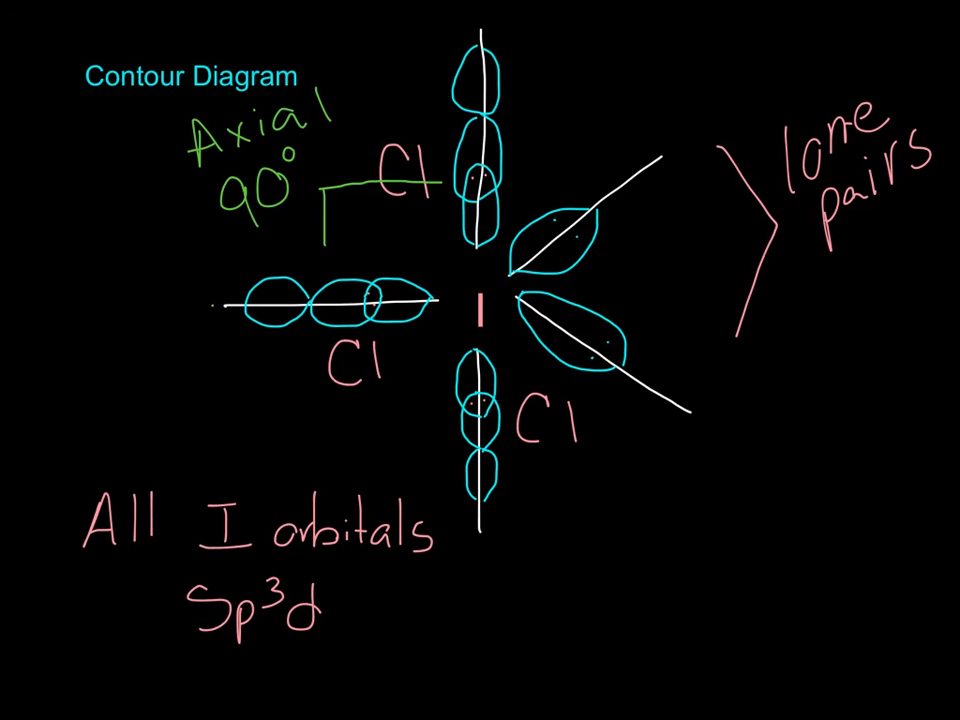 Contour Diagram
Axial
90°
Cl
lone
pairs
I
Cl
Cl
All I orbitals
Sp³d